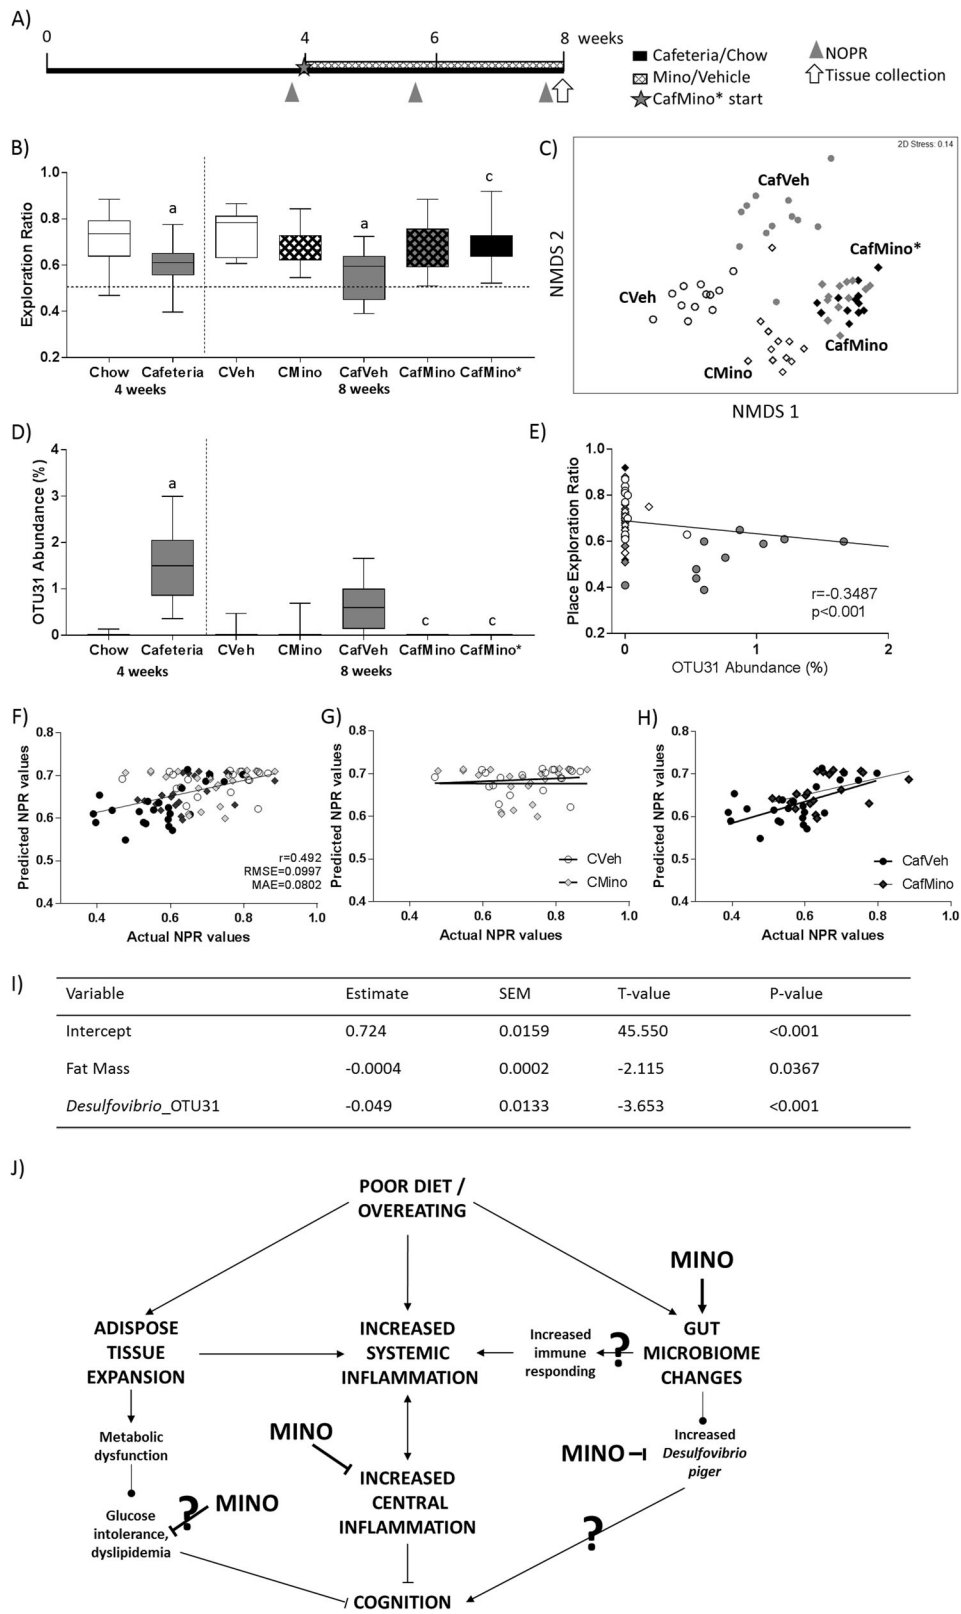 A)
0 4 6 8 weeks
Cafeteria/Chow
Mino/Vehicle
CafMino* start
NOPR
Tissue collection
B)
Exploration Ratio
1.0
0.8
0.6
0.4
0.2
a
a
c
Chow Cafeteria CVeh CMino CafVeh CafMino CafMino*
4 weeks 8 weeks
C)
2D Stress: 0.14
NMDS 2
CafVeh
CafMino*
CVeh
CafMino
CMino
NMDS 1
D)
OTU31 Abundance (%)
4
3
2
1
0
a
c
c
Chow Cafeteria CVeh CMino CafVeh CafMino CafMino*
4 weeks 8 weeks
E)
Place Exploration Ratio
1.0
0.8
0.6
0.4
0.2
r=-0.3487
p<0.001
0 1 2
OTU31 Abundance (%)
F)
Predicted NPR values
0.8
0.7
0.6
0.5
0.4
r=0.492
RMSE=0.0997
MAE=0.0802
0.4 0.6 0.8 1.0
Actual NPR values
G)
Predicted NPR values
0.8
0.7
0.6
0.5
0.4
CVeh
CMino
0.4 0.6 0.8 1.0
Actual NPR values
H)
Predicted NPR values
0.8
0.7
0.6
0.5
0.4
CafVeh
CafMino
0.4 0.6 0.8 1.0
Actual NPR values
I)
Variable Estimate SEM T-value P-value
Intercept 0.724 0.0159 45.550 <0.001
Fat Mass -0.0004 0.0002 -2.115 0.0367
Desulfovibrio_OTU31 -0.049 0.0133 -3.653 <0.001
J)
POOR DIET /
OVEREATING
MINO
ADISPOSE
TISSUE
EXPANSION
INCREASED
SYSTEMIC
INFLAMMATION
Increased
immune
responding
?
GUT
MICROBIOME
CHANGES
Metabolic
dysfunction
MINO
MINO
Increased
Desulfovibrio
piger
INCREASED
CENTRAL
INFLAMMATION
Glucose
intolerance,
dyslipidemia
?
MINO
?
COGNITION